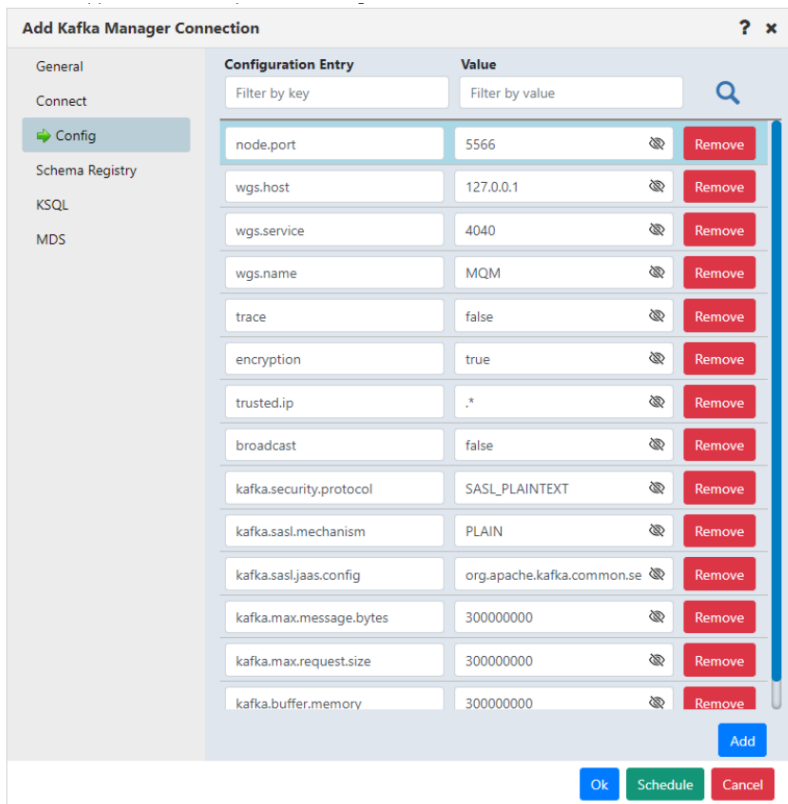 Add Kafka Manager Connection ? ×
General
Connect
Config
Schema Registry
KSQL
MDS
Configuration Entry Value
Filter by key Filter by value
node.port 5566 Remove
wgs.host 127.0.0.1 Remove
wgs.service 4040 Remove
wgs.name MQM Remove
trace false Remove
encryption true Remove
trusted.ip .* Remove
broadcast false Remove
kafka.security.protocol SASL_PLAINTEXT Remove
kafka.sasl.mechanism PLAIN Remove
kafka.sasl.jaas.config org.apache.kafka.common.se Remove
kafka.max.message.bytes 300000000 Remove
kafka.max.request.size 300000000 Remove
kafka.buffer.memory 300000000 Remove
Add
Ok Schedule Cancel